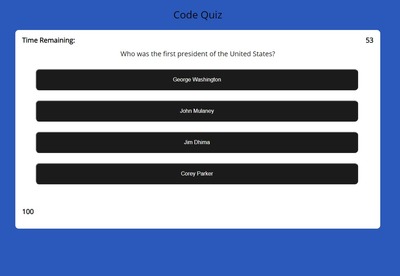 Code Quiz
Time Remaining: 53
Who was the first president of the United States?
George Washington
John Mulaney
Jim Dhima
Corey Parker
100